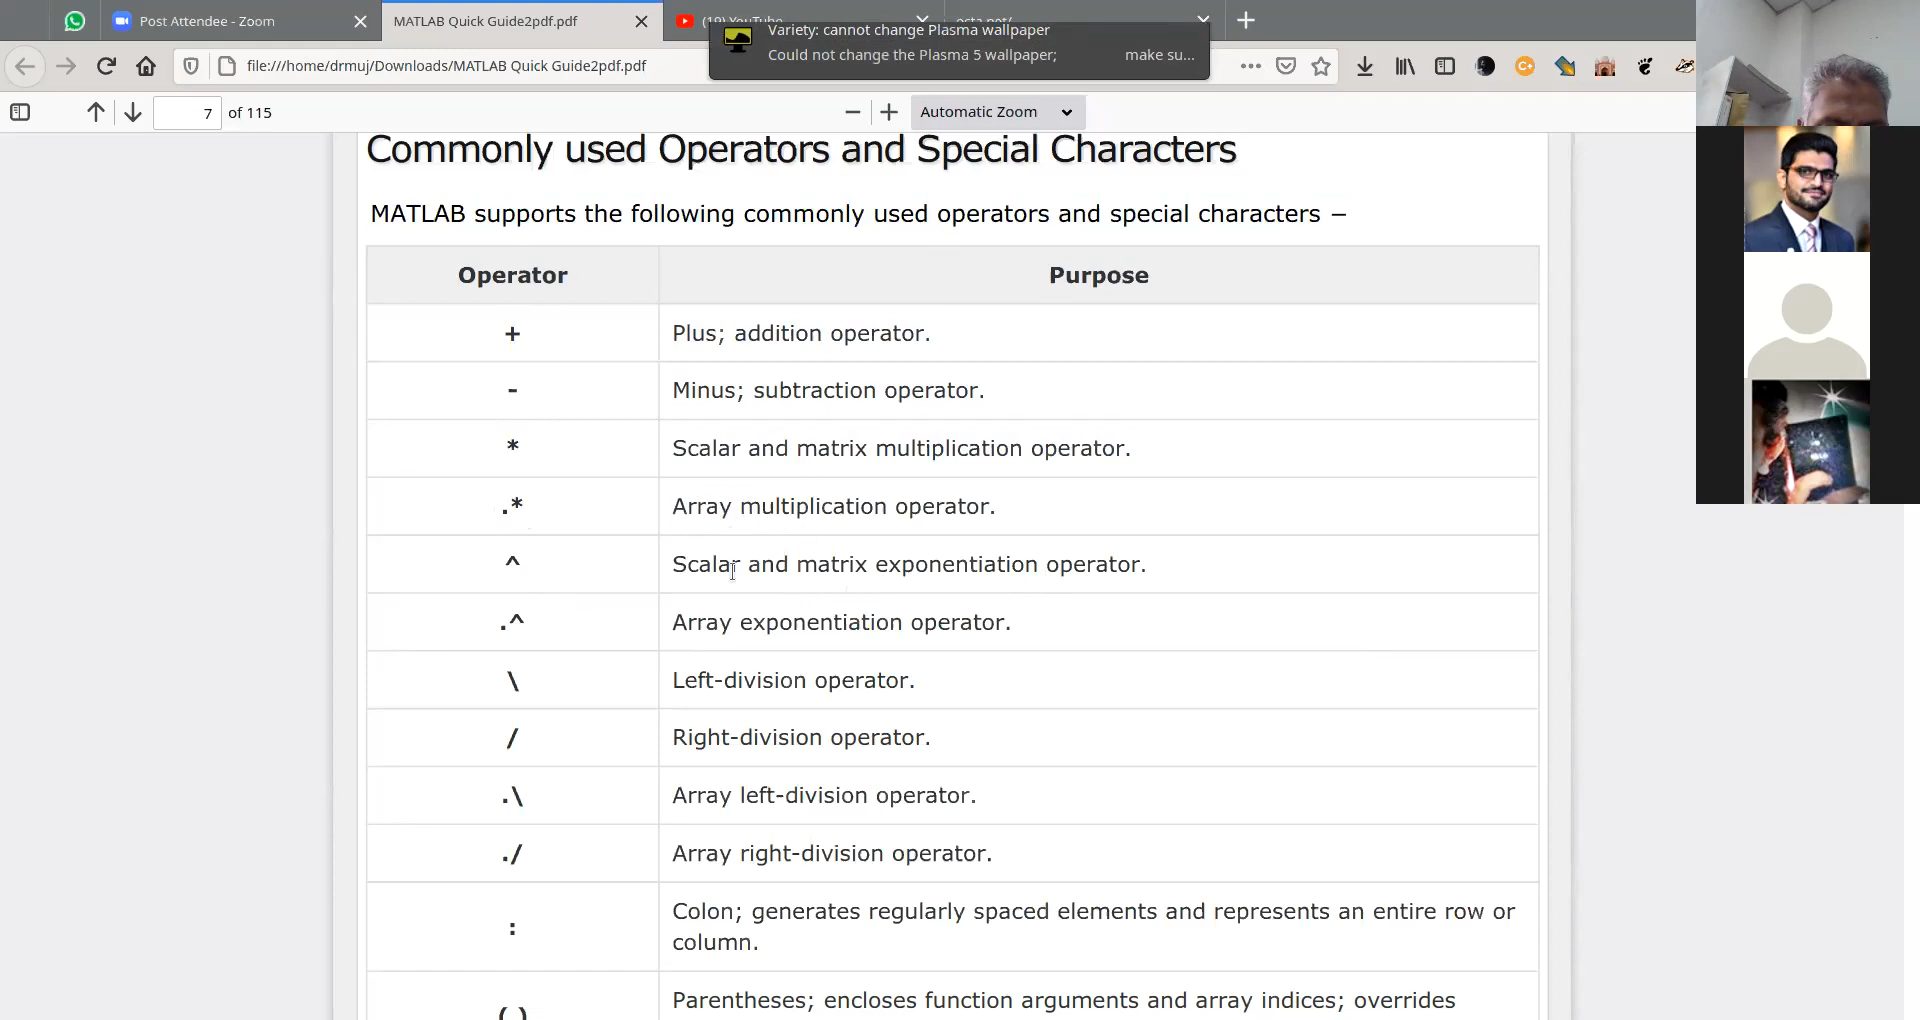 Post Attendee - Zoom
MATLAB Quick Guide2pdf.pdf
(19) YouTube
octa.net/
Variety: cannot change Plasma wallpaper
Could not change the Plasma 5 wallpaper; make su...
file:///home/drmuj/Downloads/MATLAB Quick Guide2pdf.pdf
7 of 115
Automatic Zoom
Commonly used Operators and Special Characters
MATLAB supports the following commonly used operators and special characters −
Operator Purpose
+ Plus; addition operator.
- Minus; subtraction operator.
* Scalar and matrix multiplication operator.
.* Array multiplication operator.
^ Scalar and matrix exponentiation operator.
.^ Array exponentiation operator.
\ Left-division operator.
/ Right-division operator.
.\ Array left-division operator.
./ Array right-division operator.
: Colon; generates regularly spaced elements and represents an entire row or
column.
( ) Parentheses; encloses function arguments and array indices; overrides